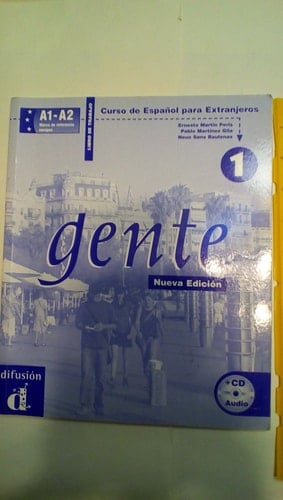 A1-A2
Marco de referencia
europeo
LIBRO DE TRABAJO
Curso de Español para Extranjeros
Ernesto Martín Peris
Pablo Martínez Gila
Neus Sans Baulenas
1
gente
Nueva Edición
difusión
+CD
Audio